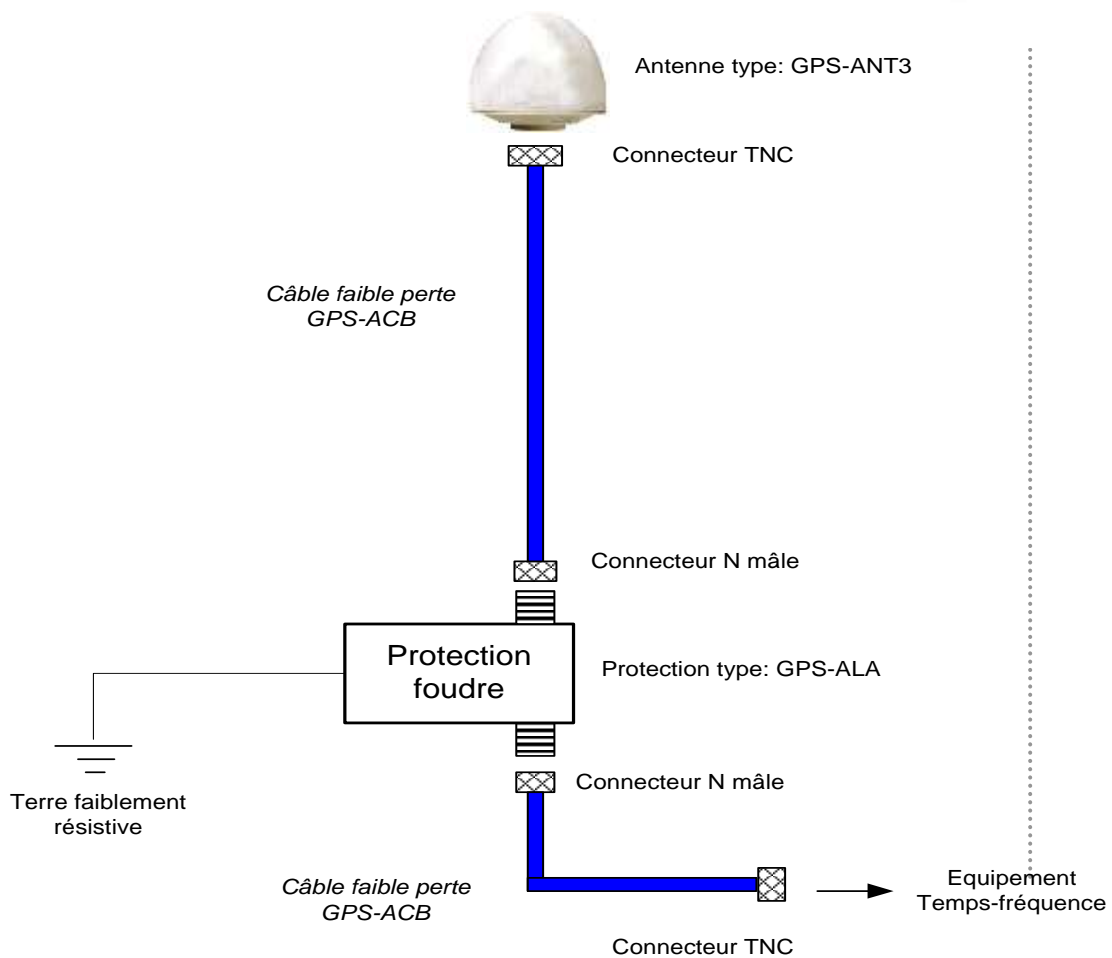 Antenne type: GPS-ANT3
Connecteur TNC
Câble faible perte
GPS-ACB
Connecteur N mâle
Protection
foudre
Protection type: GPS-ALA
Terre faiblement
résistive
Connecteur N mâle
Câble faible perte
GPS-ACB
Equipement
Temps-fréquence
Connecteur TNC